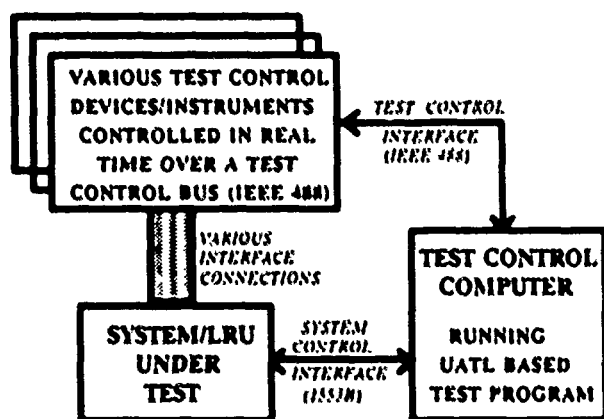 VARIOUS TEST CONTROL
DEVICES/INSTRUMENTS
CONTROLLED IN REAL
TIME OVER A TEST
CONTROL BUS (IEEE 488)
TEST CONTROL
INTERFACE
(IEEE 488)
VARIOUS
INTERFACE
CONNECTIONS
TEST CONTROL
COMPUTER
RUNNING
UATL BASED
TEST PROGRAM
SYSTEM/LRU
UNDER
TEST
SYSTEM
CONTROL
INTERFACE
(1553B)